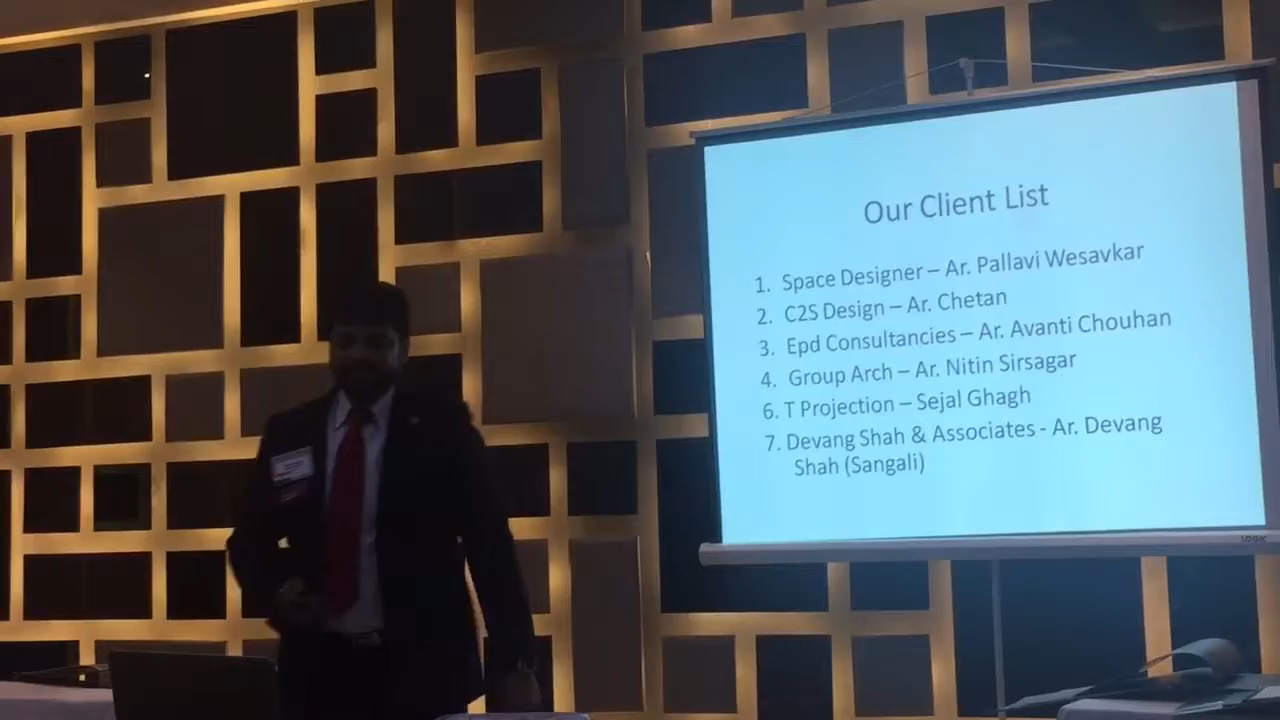 Our Client List
1. Space Designer – Ar. Pallavi Wesavkar
2. C2S Design – Ar. Chetan
3. Epd Consultancies – Ar. Avanti Chouhan
4. Group Arch – Ar. Nitin Sirsagar
6. T Projection – Sejal Ghagh
7. Devang Shah & Associates - Ar. Devang
Shah (Sangali)
LOGIC